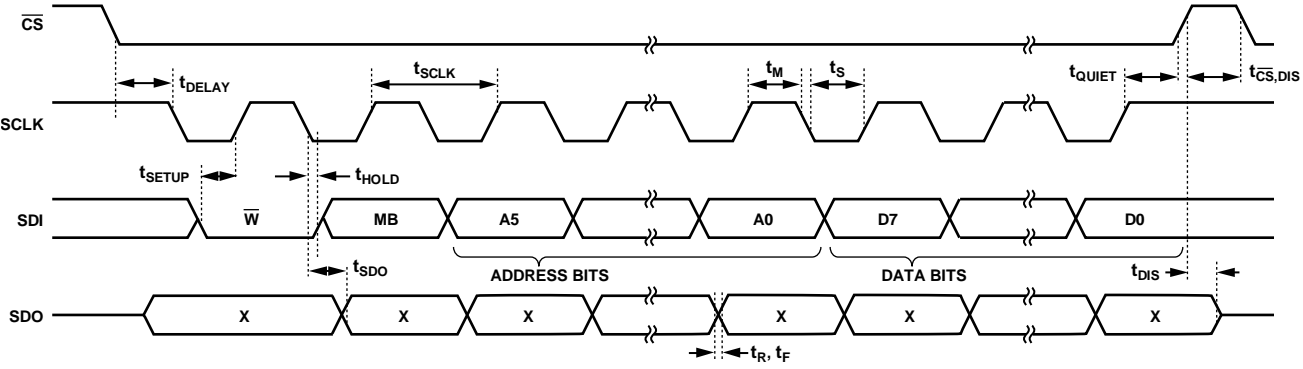 CS
tDELAY
tSCLK
tM
tS
tQUIET
tCS,DIS
SCLK
tSETUP
tHOLD
SDI
W
MB
A5
A0
D7
D0
tSDO
ADDRESS BITS
DATA BITS
tDIS
SDO
X
X
X
X
X
X
tR, tF